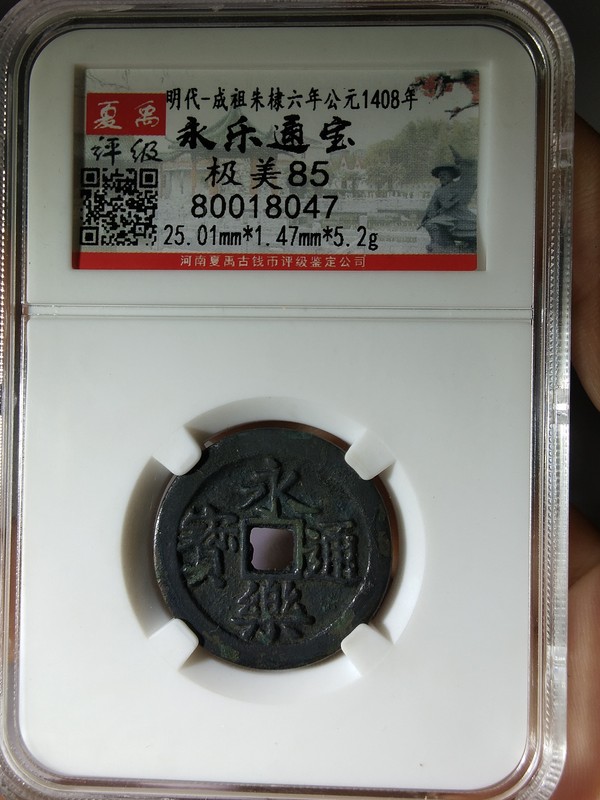 明代-成祖朱棣六年公元1408年
夏禹
评级
永乐通宝
极美85
80018047
25.01mm*1.47mm*5.2g
河南夏禹古钱币评级鉴定公司
永樂通寶